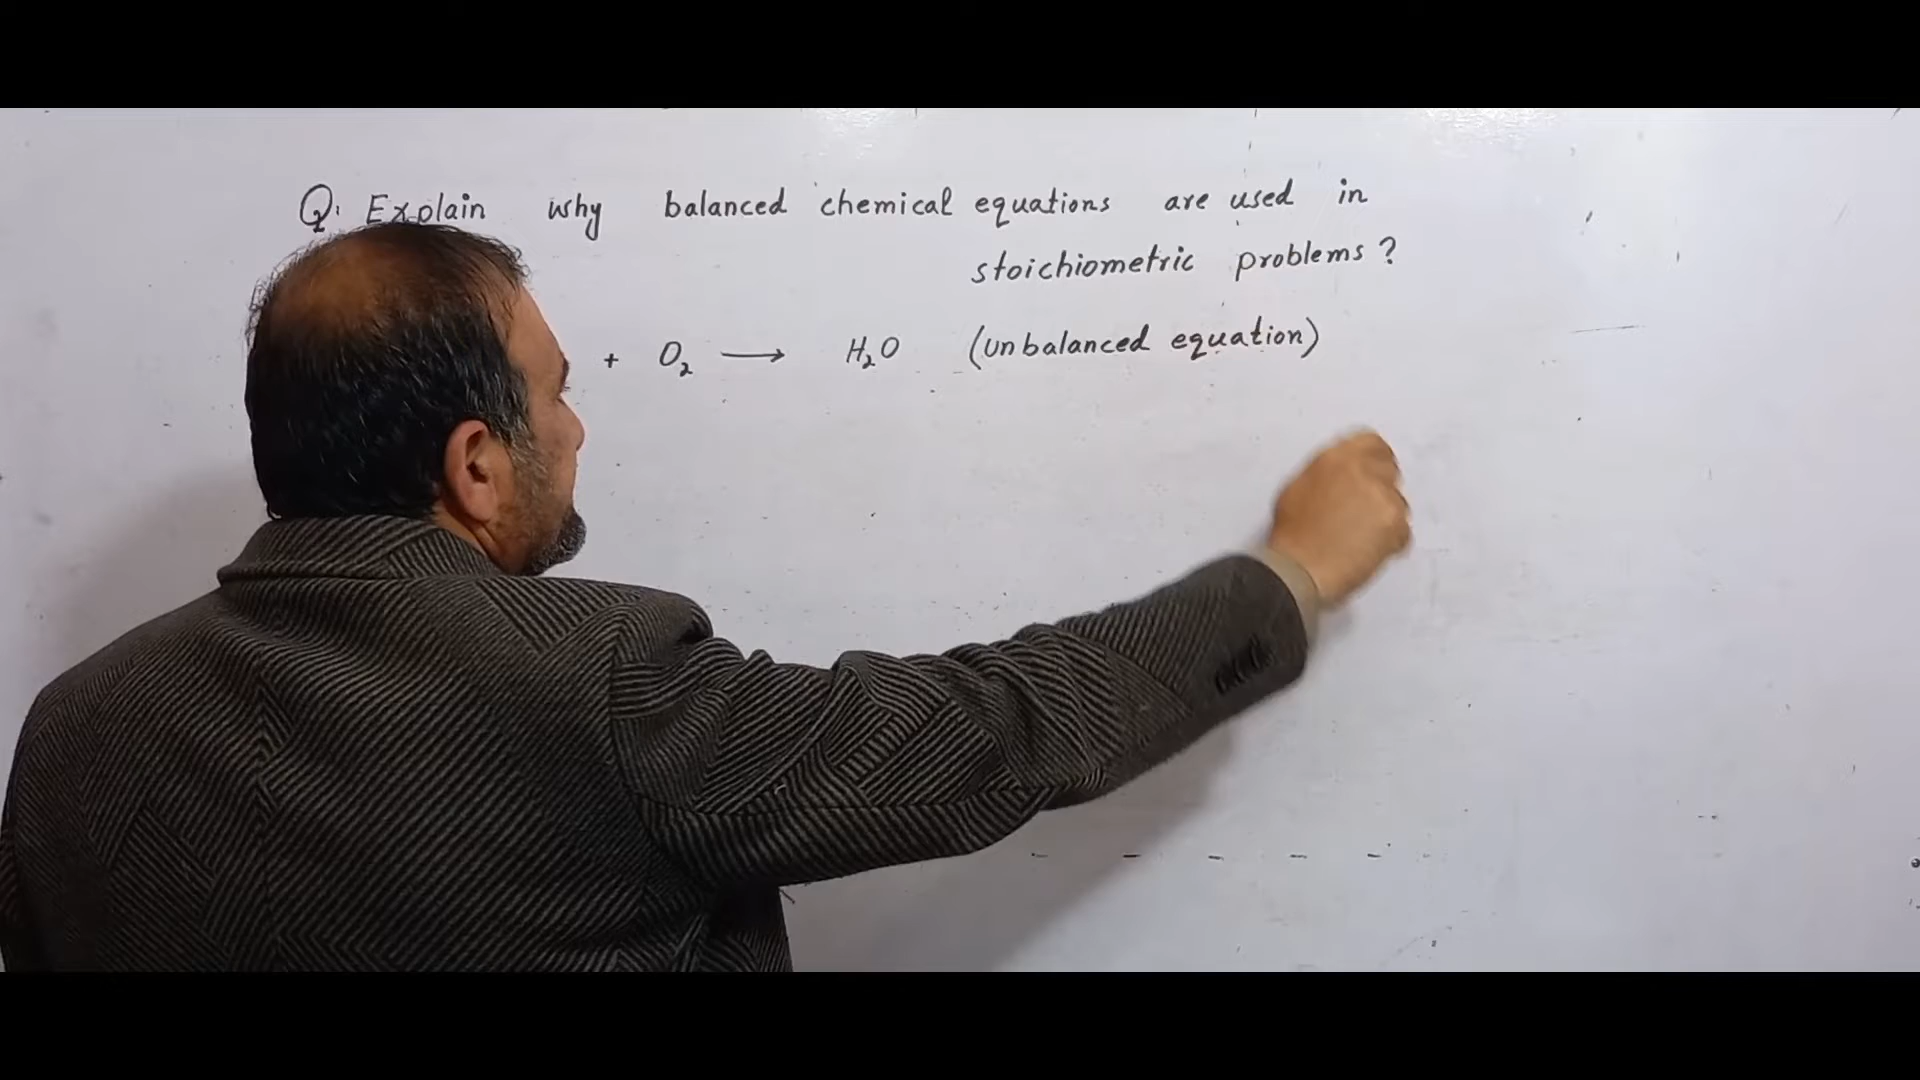 Q. Explain why balanced chemical equations are used in
stoichiometric problems?
+ O₂ ⟶ H₂O (unbalanced equation)